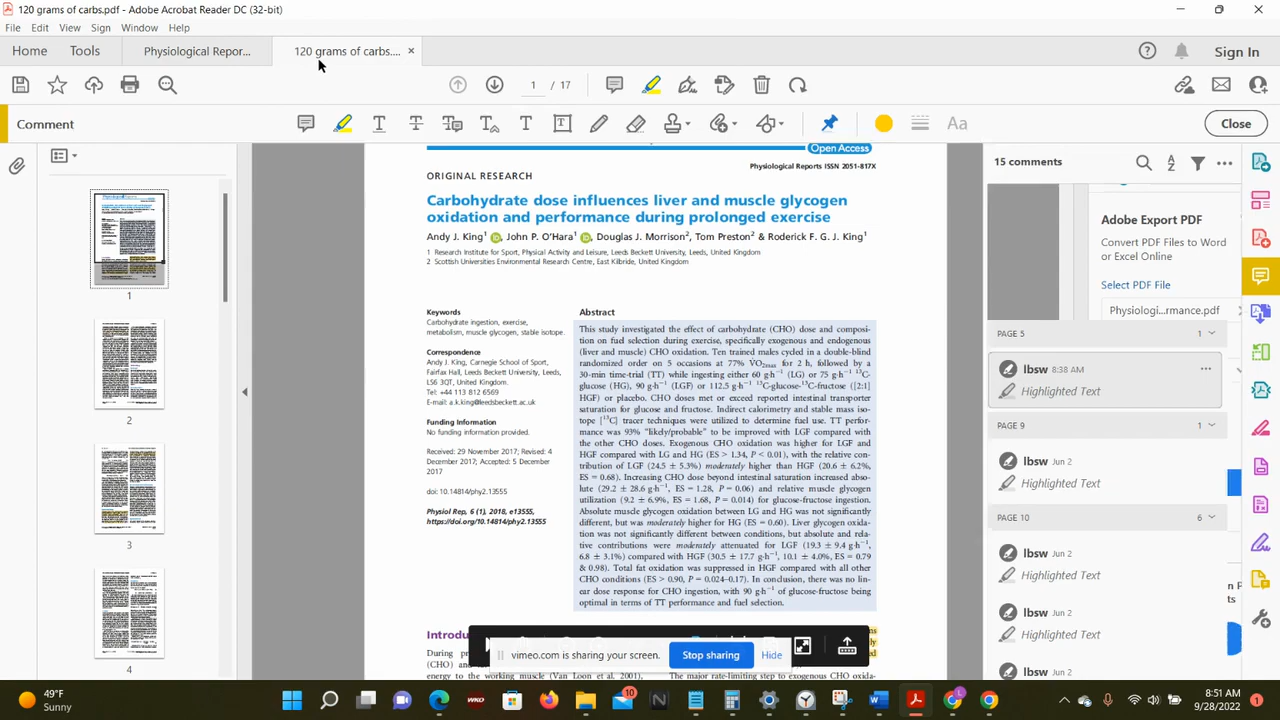 120 grams of carbs.pdf - Adobe Acrobat Reader DC (32-bit)
File Edit View Sign Window Help
Home Tools Physiological Repor... 120 grams of carbs.... × Sign In
1 / 17
Comment Close
Open Access
Physiological Reports ISSN 2051-817X
ORIGINAL RESEARCH
Carbohydrate dose influences liver and muscle glycogen
oxidation and performance during prolonged exercise
Andy J. King¹ , John P. O'Hara¹ , Douglas J. Morrison², Tom Preston² & Roderick F. G. J. King¹
1 Research Institute for Sport, Physical Activity and Leisure, Leeds Beckett University, Leeds, United Kingdom
2 Scottish Universities Environmental Research Centre, East Kilbride, United Kingdom
Keywords
Carbohydrate ingestion, exercise,
metabolism, muscle glycogen, stable isotope.
Correspondence
Andy J. King, Carnegie School of Sport,
Fairfax Hall, Leeds Beckett University, Leeds,
LS6 3QT, United Kingdom.
Tel: +44 113 812 6569
E-mail: a.k.king@leedsbeckett.ac.uk
Funding Information
No funding information provided.
Received: 29 November 2017; Revised: 4
December 2017; Accepted: 5 December
2017
doi: 10.14814/phy2.13555
Physiol Rep, 6 (1), 2018, e13555,
https://doi.org/10.14814/phy2.13555
Abstract
This study investigated the effect of carbohydrate (CHO) dose and composi-
tion on fuel selection during exercise, specifically exogenous and endogenous
(liver and muscle) CHO oxidation. Ten trained males cycled in a double-blind
randomized order on 5 occasions at 77% V̇O2max for 2 h, followed by a
30-min time-trial (TT) while ingesting either 60 g·h⁻¹ (LG) or 75 g·h⁻¹ ¹³C-
glucose (HG), 90 g·h⁻¹ (LGF) or 112.5 g·h⁻¹ ¹³C-glucose-¹³C-fructose ([2:1]
HGF) or placebo. CHO doses met or exceed reported intestinal transporter
saturation for glucose and fructose. Indirect calorimetry and stable mass iso-
tope [¹³C] tracer techniques were utilized to determine fuel use. TT perfor-
mance was 93% "likely/probable" to be improved with LGF compared with
the other CHO doses. Exogenous CHO oxidation was higher for LGF and
HGF compared with LG and HG (ES > 1.34, P < 0.01), with the relative con-
tribution of LGF (24.5 ± 5.3%) moderately higher than HGF (20.6 ± 6.2%,
ES = 0.68). Increasing CHO dose beyond intestinal saturation increased abso-
lute (29.2 ± 28.6 g·h⁻¹, ES = 1.28, P = 0.06) and relative muscle glycogen
utilization (9.2 ± 6.9%, ES = 1.68, P = 0.014) for glucose-fructose ingestion.
Absolute muscle glycogen oxidation between LG and HG was not significantly
different, but was moderately higher for HG (ES = 0.60). Liver glycogen oxida-
tion was not significantly different between conditions, but absolute and rela-
tive contributions were moderately attenuated for LGF (19.3 ± 9.4 g·h⁻¹,
6.8 ± 3.1%) compared with HGF (30.5 ± 17.7 g·h⁻¹, 10.1 ± 4.0%, ES = 0.79
& 0.98). Total fat oxidation was suppressed in HGF compared with all other
CHO conditions (ES > 0.90, P = 0.024–0.17). In conclusion, there was no lin-
ear dose response for CHO ingestion, with 90 g·h⁻¹ of glucose-fructose being
optimal in terms of TT performance and fuel selection.
Introdu
During pr
(CHO) and
energy to the working muscle (Van Loon et al. 2001,
The major rate-limiting step to exogenous CHO oxida-
vimeo.com is sharing your screen. Stop sharing Hide
1
2
3
4
15 comments
Adobe Export PDF
Convert PDF Files to Word
or Excel Online
Select PDF File
Physiologi...rmance.pdf
PAGE 5 1
lbsw 8:38 AM
Highlighted Text
PAGE 9 1
lbsw Jun 2
Highlighted Text
PAGE 10 6
lbsw Jun 2
Highlighted Text
lbsw Jun 2
Highlighted Text
lbsw Jun 2
49°F
Sunny
10
8:51 AM
9/28/2022